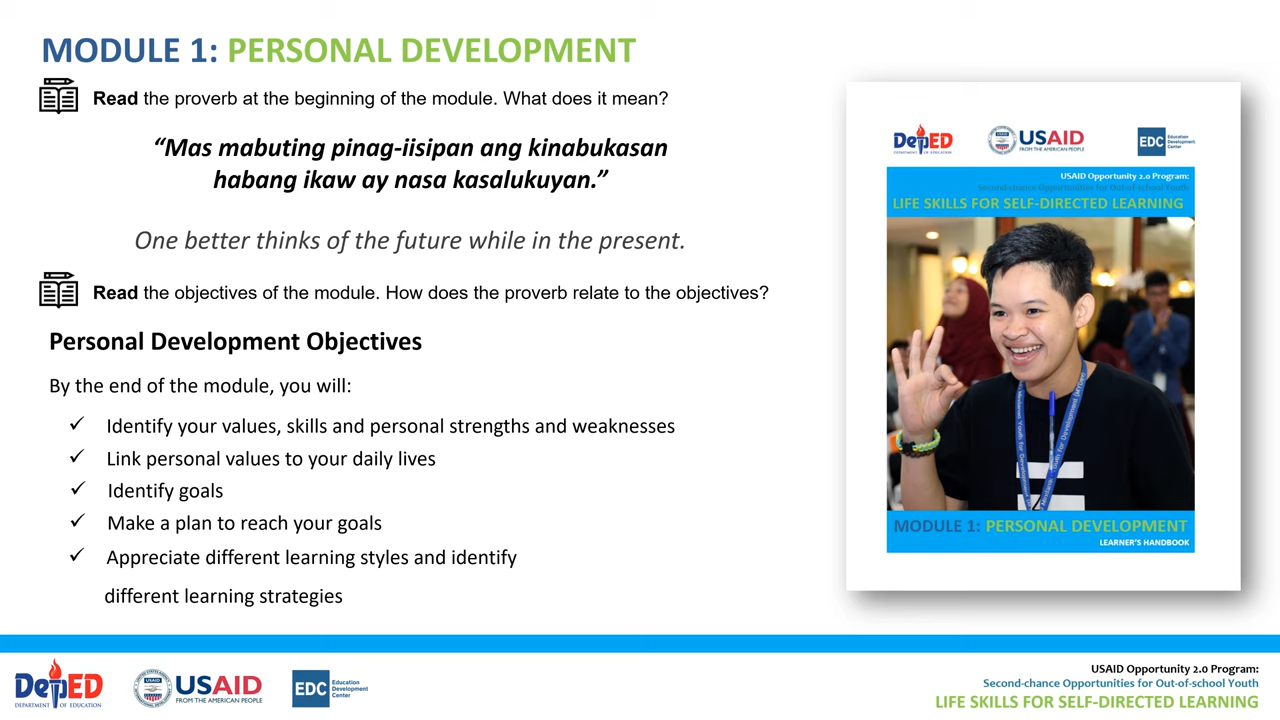 MODULE 1: PERSONAL DEVELOPMENT
Read the proverb at the beginning of the module. What does it mean?
“Mas mabuting pinag-iisipan ang kinabukasan
habang ikaw ay nasa kasalukuyan.”
One better thinks of the future while in the present.
Read the objectives of the module. How does the proverb relate to the objectives?
Personal Development Objectives
By the end of the module, you will:
✓ Identify your values, skills and personal strengths and weaknesses
✓ Link personal values to your daily lives
✓ Identify goals
✓ Make a plan to reach your goals
✓ Appreciate different learning styles and identify
different learning strategies
DepED
DEPARTMENT OF EDUCATION
USAID
FROM THE AMERICAN PEOPLE
EDC
Education
Development
Center
USAID Opportunity 2.0 Program:
Second-chance Opportunities for Out-of-school Youth
LIFE SKILLS FOR SELF-DIRECTED LEARNING
MODULE 1: PERSONAL DEVELOPMENT
LEARNER'S HANDBOOK
DepED
DEPARTMENT OF EDUCATION
USAID
FROM THE AMERICAN PEOPLE
EDC
Education
Development
Center
USAID Opportunity 2.0 Program:
Second-chance Opportunities for Out-of-school Youth
LIFE SKILLS FOR SELF-DIRECTED LEARNING